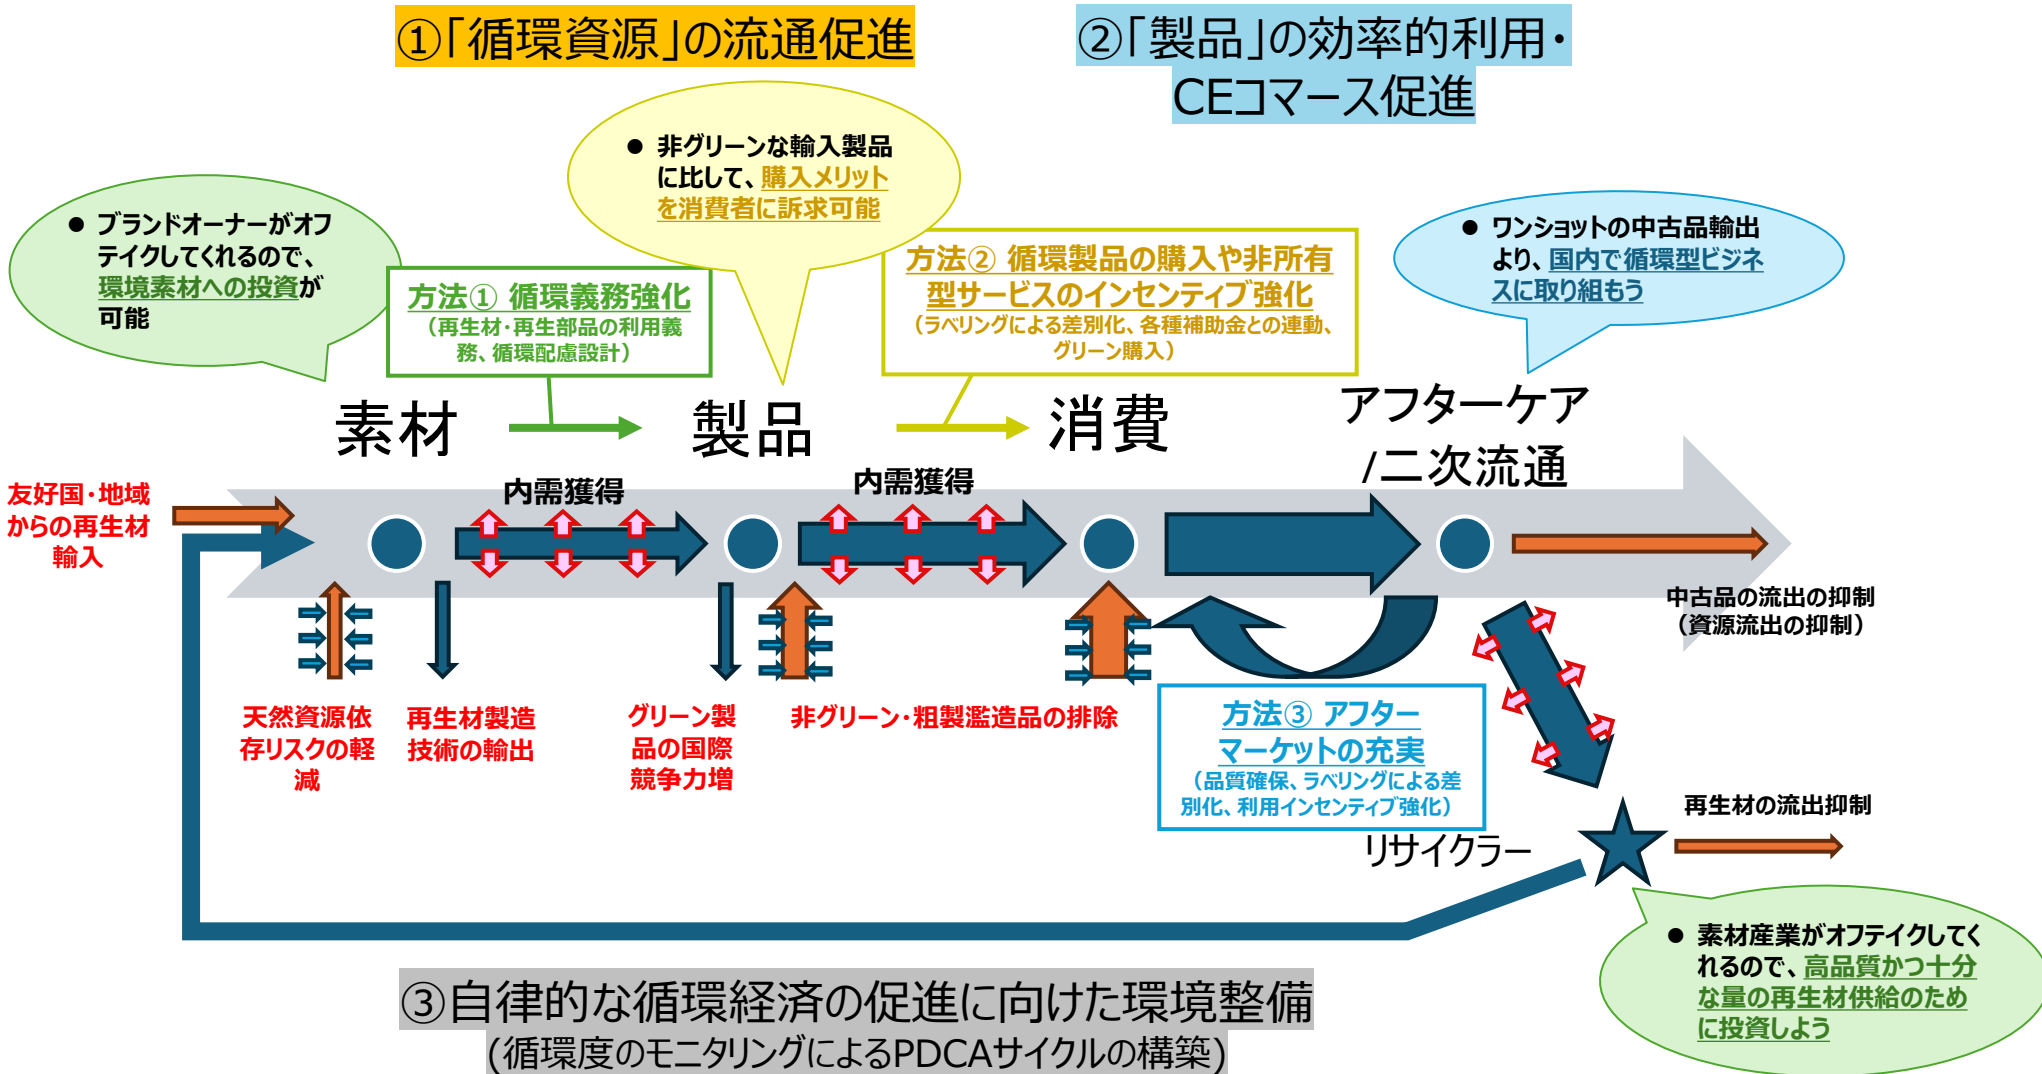 ①「循環資源」の流通促進
②「製品」の効率的利用・
CEコマース促進
● 非グリーンな輸入製品
に比して、購入メリット
を消費者に訴求可能
● ブランドオーナーがオフ
テイクしてくれるので、
環境素材への投資が
可能
方法① 循環義務強化
(再生材・再生部品の利用義
務、循環配慮設計)
方法② 循環製品の購入や非所有
型サービスのインセンティブ強化
(ラベリングによる差別化、各種補助金との連動、
グリーン購入)
● ワンショットの中古品輸出
より、国内で循環型ビジネ
スに取り組もう
素材
製品
消費
アフターケア
/二次流通
友好国・地域
からの再生材
輸入
内需獲得
内需獲得
中古品の流出の抑制
(資源流出の抑制)
天然資源依
存リスクの軽
減
再生材製造
技術の輸出
グリーン製
品の国際
競争力増
非グリーン・粗製濫造品の排除
方法③ アフター
マーケットの充実
(品質確保、ラベリングによる差
別化、利用インセンティブ強化)
再生材の流出抑制
リサイクラー
● 素材産業がオフテイクしてく
れるので、高品質かつ十分
な量の再生材供給のため
に投資しよう
③自律的な循環経済の促進に向けた環境整備
(循環度のモニタリングによるPDCAサイクルの構築)